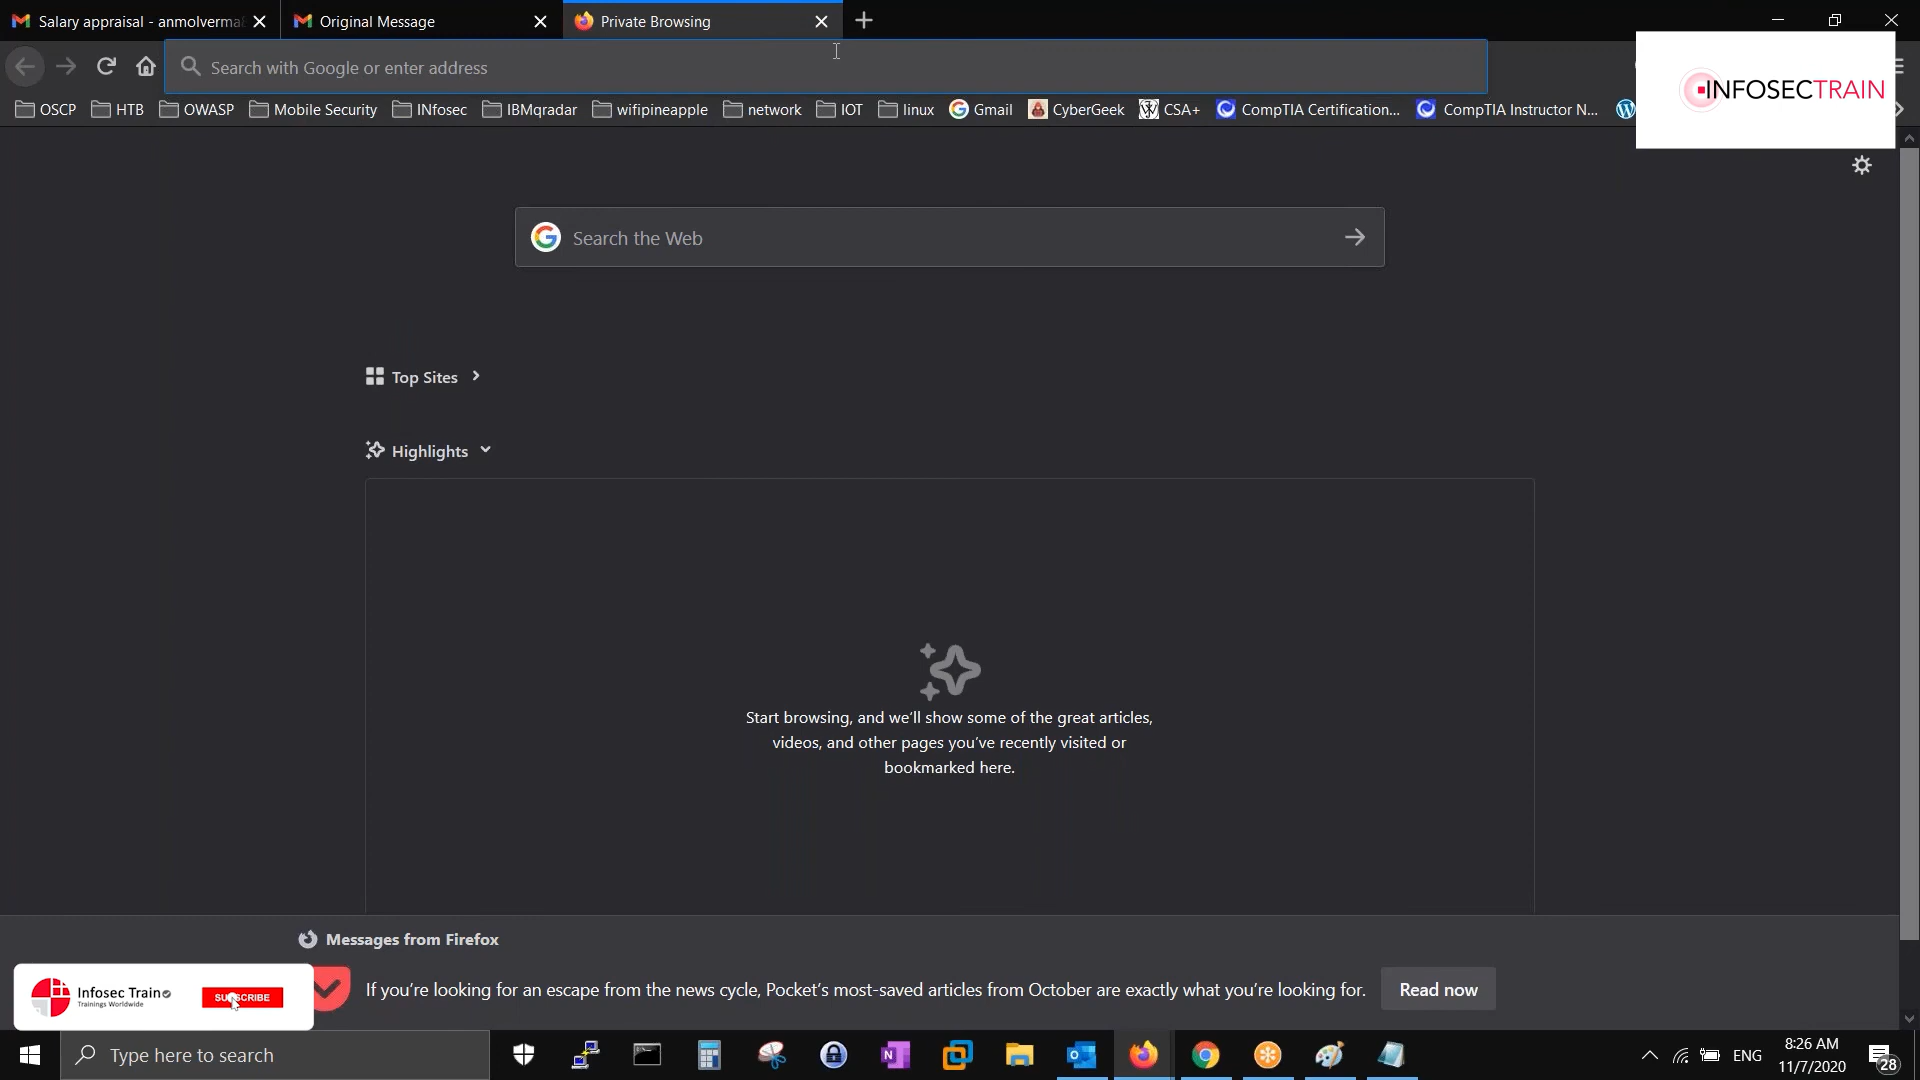 Salary appraisal - anmolverma
Original Message
Private Browsing
Search with Google or enter address
OSCP
HTB
OWASP
Mobile Security
INfosec
IBMqradar
wifipineapple
network
IOT
linux
Gmail
CyberGeek
CSA+
CompTIA Certification...
CompTIA Instructor N...
INFOSECTRAIN
Search the Web
Top Sites
Highlights
Start browsing, and we'll show some of the great articles,
videos, and other pages you've recently visited or
bookmarked here.
Messages from Firefox
If you're looking for an escape from the news cycle, Pocket's most-saved articles from October are exactly what you're looking for.
Read now
Infosec Train
Trainings Worldwide
SUBSCRIBE
Type here to search
ENG
8:26 AM
11/7/2020
28